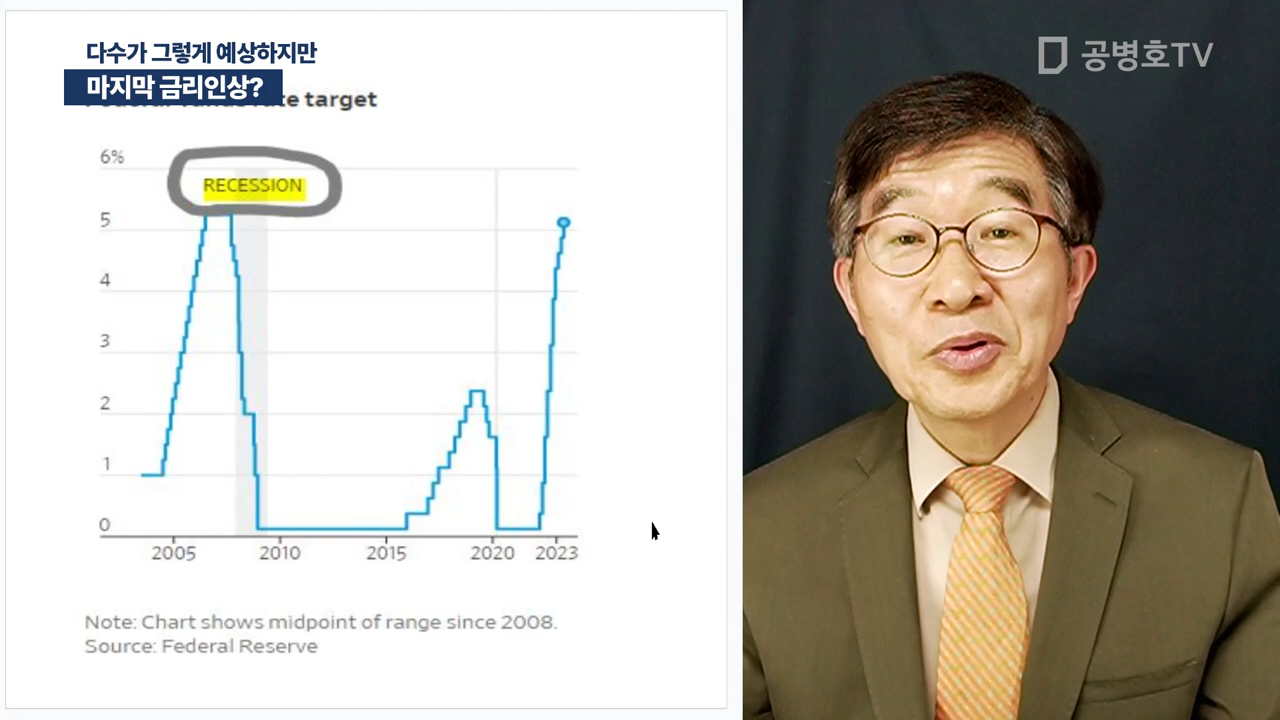 다수가 그렇게 예상하지만
마지막 금리인상?
rate target
공병호TV
6%
RECESSION
5
4
3
2
1
0
2005 2010 2015 2020 2023
Note: Chart shows midpoint of range since 2008.
Source: Federal Reserve